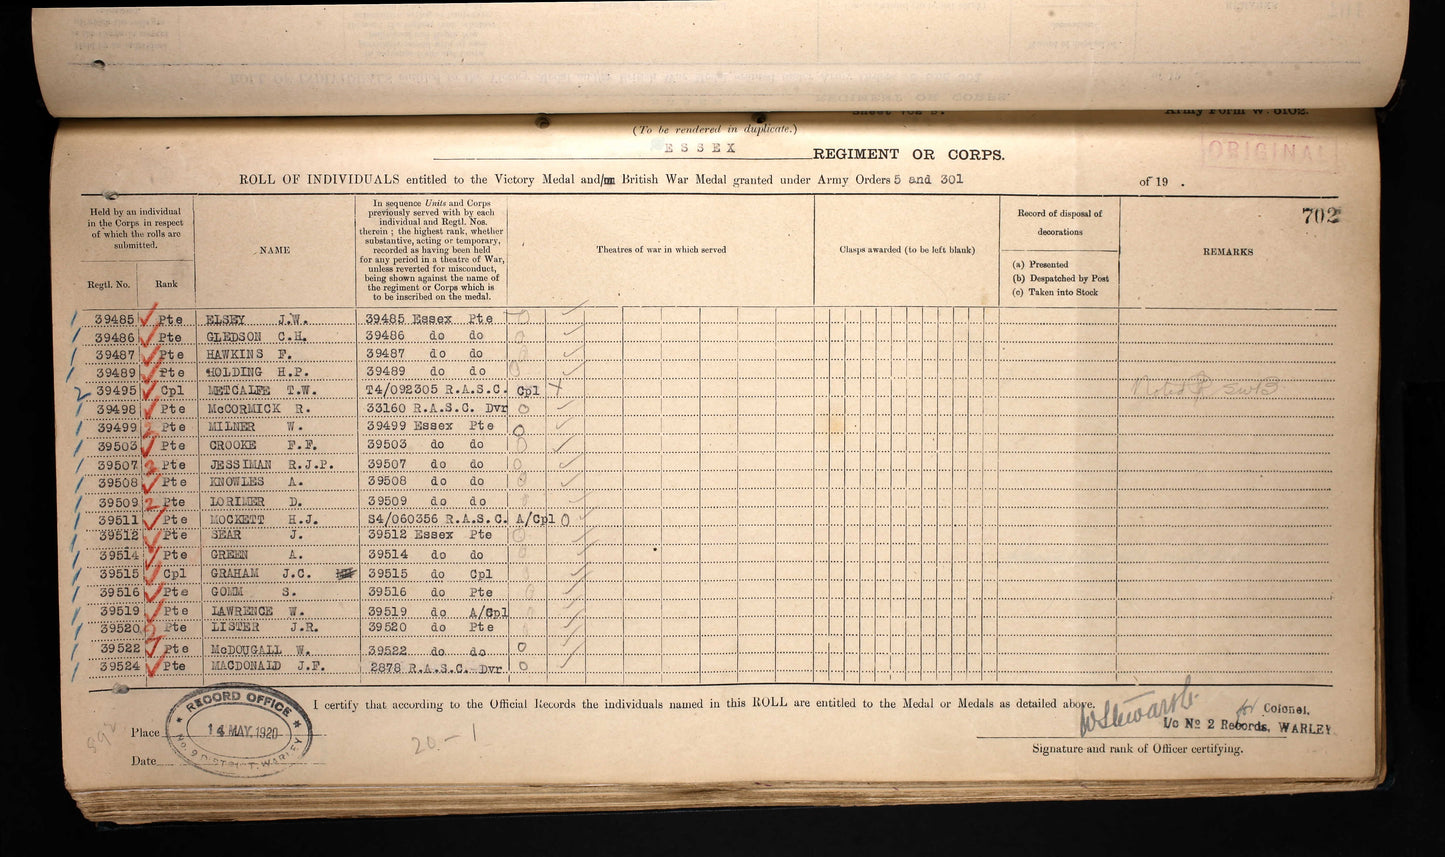 Army Form W. 5102.
(To be rendered in duplicate.)
ESSEX REGIMENT OR CORPS.
ORIGINAL
ROLL OF INDIVIDUALS entitled to the Victory Medal and/or British War Medal granted under Army Orders 5 and 301 of 19 .
702
Held by an individual in the Corps in respect of which the rolls are submitted.
Regtl. No.
Rank
NAME
In sequence Units and Corps previously served with by each individual and Regtl. Nos. therein ; the highest rank, whether substantive, acting or temporary, recorded as having been held for any period in a theatre of War, unless reverted for misconduct, being shown against the name of the regiment or Corps which is to be inscribed on the medal.
Theatres of war in which served
Clasps awarded (to be left blank)
Record of disposal of decorations
(a) Presented
(b) Despatched by Post
(c) Taken into Stock
REMARKS
39485 Pte ELSEY J.W. 39485 Essex Pte
39486 Pte GLEDSON C.H. 39486 do do
39487 Pte HAWKINS F. 39487 do do
39489 Pte HOLDING H.P. 39489 do do
2 39495 Cpl METCALFE T.W. T4/092305 R.A.S.C. Cpl X Noted
39498 Pte McCORMICK R. 33160 R.A.S.C. Dvr
39499 Pte MILNER W. 39499 Essex Pte
39503 Pte CROOKE F.F. 39503 do do
39507 3 Pte JESSIMAN R.J.P. 39507 do do
39508 Pte KNOWLES A. 39508 do do
39509 2 Pte LORIMER D. 39509 do do
39511 Pte MOCKETT H.J. S4/060356 R.A.S.C. A/Cpl
39512 Pte SEAR J. 39512 Essex Pte
39514 Pte GREEN A. 39514 do do
39515 Cpl GRAHAM J.C. 39515 do Cpl
39516 Pte GOMM S. 39516 do Pte
39519 Pte LAWRENCE W. 39519 do A/Cpl
39520 Pte LISTER J.R. 39520 do Pte
39522 Pte McDOUGALL W. 39522 do do
39524 Pte MACDONALD J.F. 2878 R.A.S.C. Dvr
I certify that according to the Official Records the individuals named in this ROLL are entitled to the Medal or Medals as detailed above.
for Colonel.
I/c No 2 Records, WARLEY.
Signature and rank of Officer certifying.
Place
Date
RECORD OFFICE
14 MAY. 1920
DISTRICT. WARLEY
892
20-1